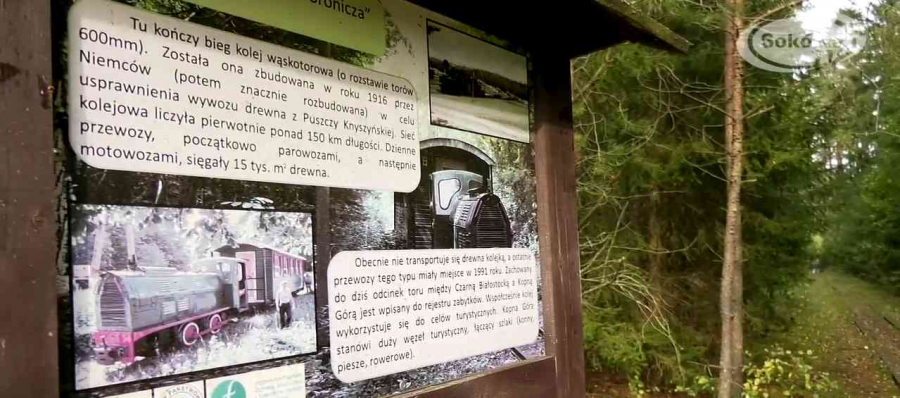 oronicza"
Sokó
Tu kończy bieg kolej wąskotorowa (o rozstawie torów
600mm). Została ona zbudowana w roku 1916 przez
Niemców (potem znacznie rozbudowana) w celu
usprawnienia wywozu drewna z Puszczy Knyszyńskiej. Sieć
kolejowa liczyła pierwotnie ponad 150 km długości. Dzienne
przewozy, początkowo parowozami, a następnie
motowozami, sięgały 15 tys. m³ drewna.
Obecnie nie transportuje się drewna kolejką, a ostatnie
przewozy tego typu miały miejsce w 1991 roku. Zachowany
do dziś odcinek toru między Czarną Białostocką a Kopną
Górą jest wpisany do rejestru zabytków. Współcześnie kolej
wykorzystuje się do celów turystycznych. Kopna Góra
stanowi duży węzeł turystyczny, łączący szlaki (konny,
piesze, rowerowe).